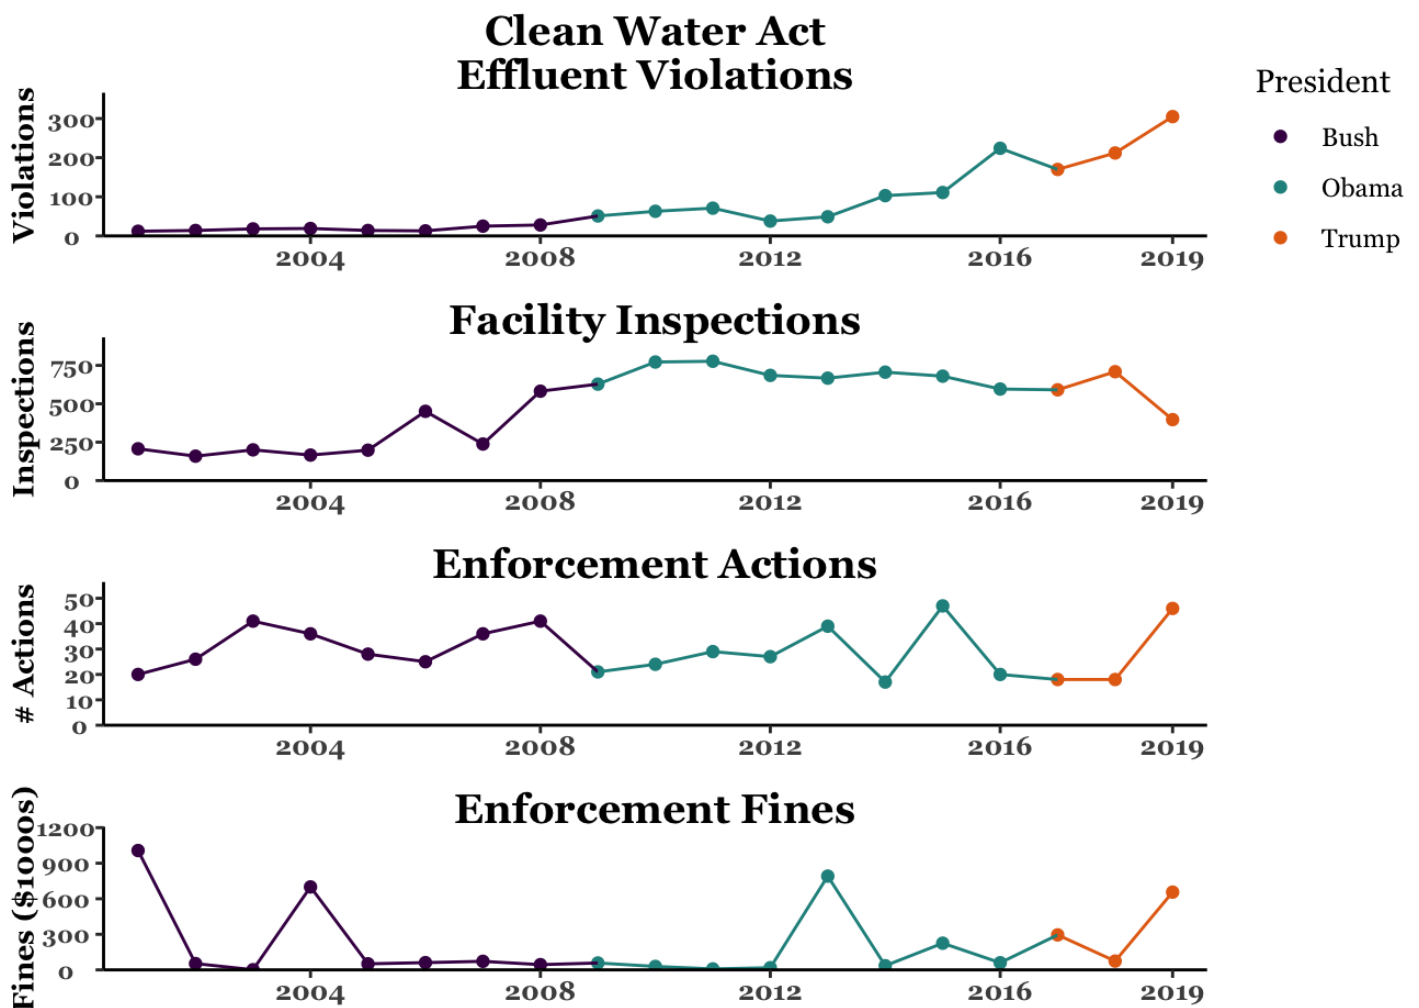 Clean Water Act
Effluent Violations
President
Bush
Obama
Trump
Violations
300
200
100
0
2004 2008 2012 2016 2019
Facility Inspections
Inspections
750
500
250
0
2004 2008 2012 2016 2019
Enforcement Actions
# Actions
50
40
30
20
10
0
2004 2008 2012 2016 2019
Enforcement Fines
Fines ($1000s)
1200
900
600
300
0
2004 2008 2012 2016 2019